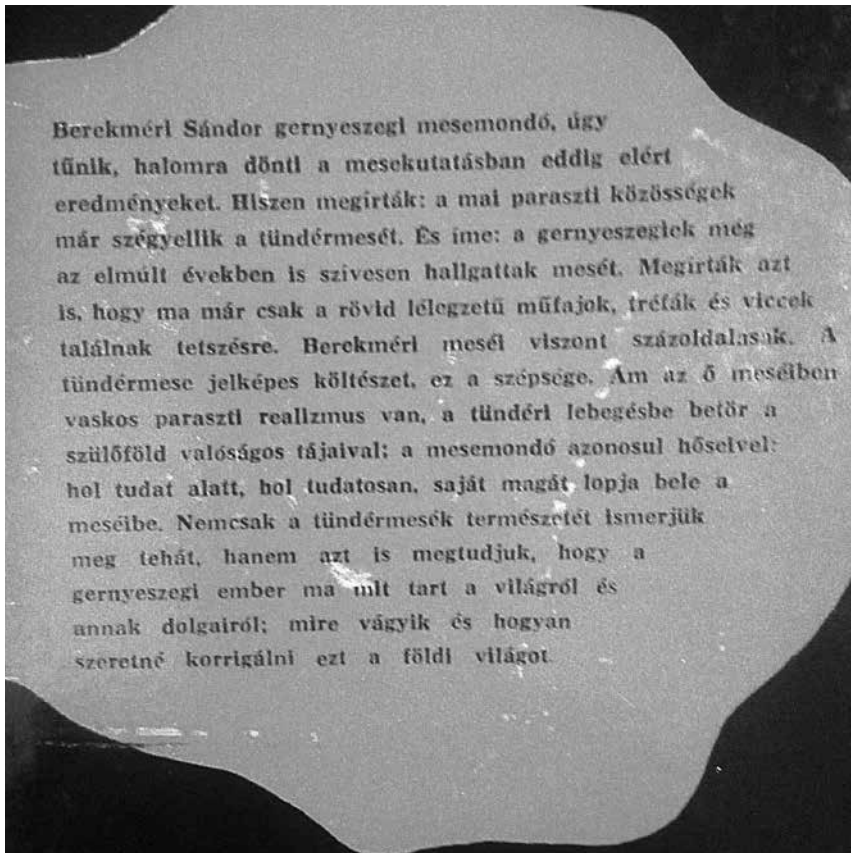 Berekméri Sándor gernyeszegi mesemondó, úgy
tűnik, halomra dönti a mesekutatásban eddig elért
eredményeket. Hiszen megírták: a mai paraszti közösségek
már szégyellik a tündérmesét. És íme: a gernyeszegiek még
az elmúlt években is szívesen hallgattak mesét. Megírták azt
is, hogy ma már csak a rövid lélegzetű műfajok, tréfák és viccek
találnak tetszésre. Berekméri meséi viszont százoldalasak. A
tündérmese jelképes költészet, ez a szépsége. Ám az ő meséiben
vaskos paraszti realizmus van, a tündéri lebegésbe betör a
szülőföld valóságos tájaival; a mesemondó azonosul hőseivel:
hol tudat alatt, hol tudatosan, saját magát lopja bele a
meséibe. Nemcsak a tündérmesék természetét ismerjük
meg tehát, hanem azt is megtudjuk, hogy a
gernyeszegi ember ma mit tart a világról és
annak dolgairól; mire vágyik és hogyan
szeretné korrigálni ezt a földi világot.